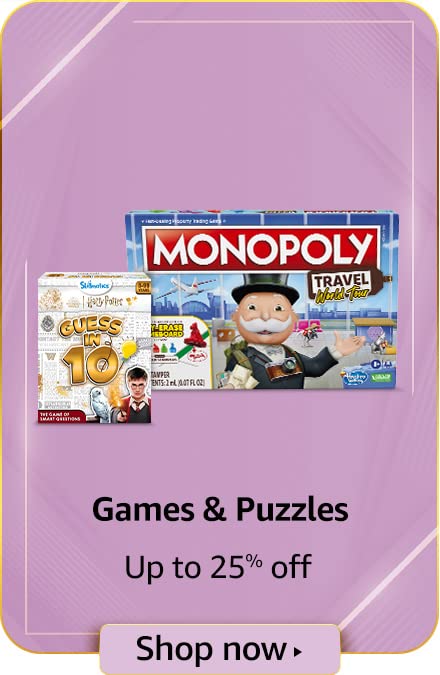 MONOPOLY
TRAVEL
World Tour
Skillmatics
Harry Potter
GUESS
IN
10
THE GAME OF
SMART QUESTIONS
Hasbro
Games & Puzzles
Up to 25% off
Shop now